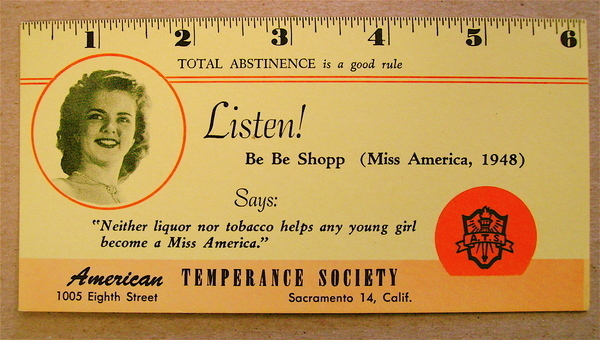 1 2 3 4 5 6
TOTAL ABSTINENCE is a good rule
Listen!
Be Be Shopp (Miss America, 1948)
Says:
"Neither liquor nor tobacco helps any young girl
become a Miss America."
A.T.S.
American TEMPERANCE SOCIETY
1005 Eighth Street Sacramento 14, Calif.